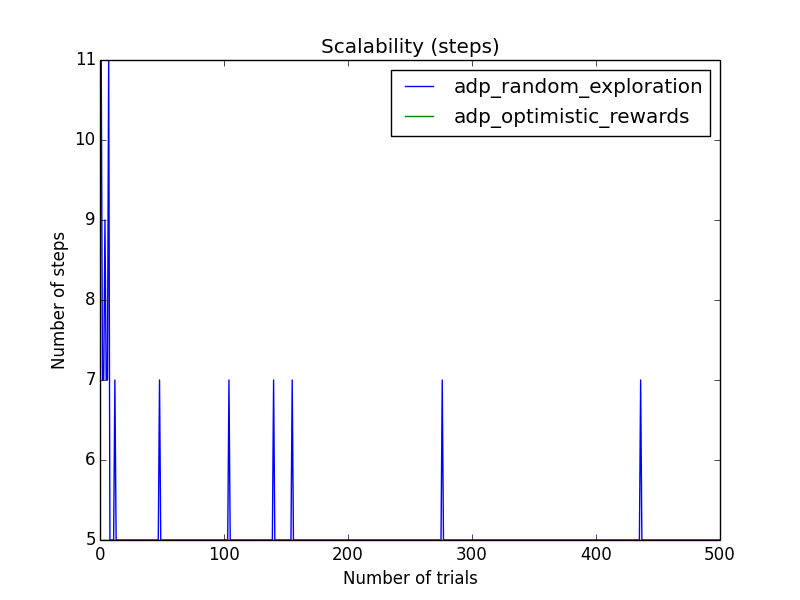 Scalability (steps)
adp_random_exploration
adp_optimistic_rewards
Number of steps
11
10
9
8
7
6
5
0 100 200 300 400 500
Number of trials